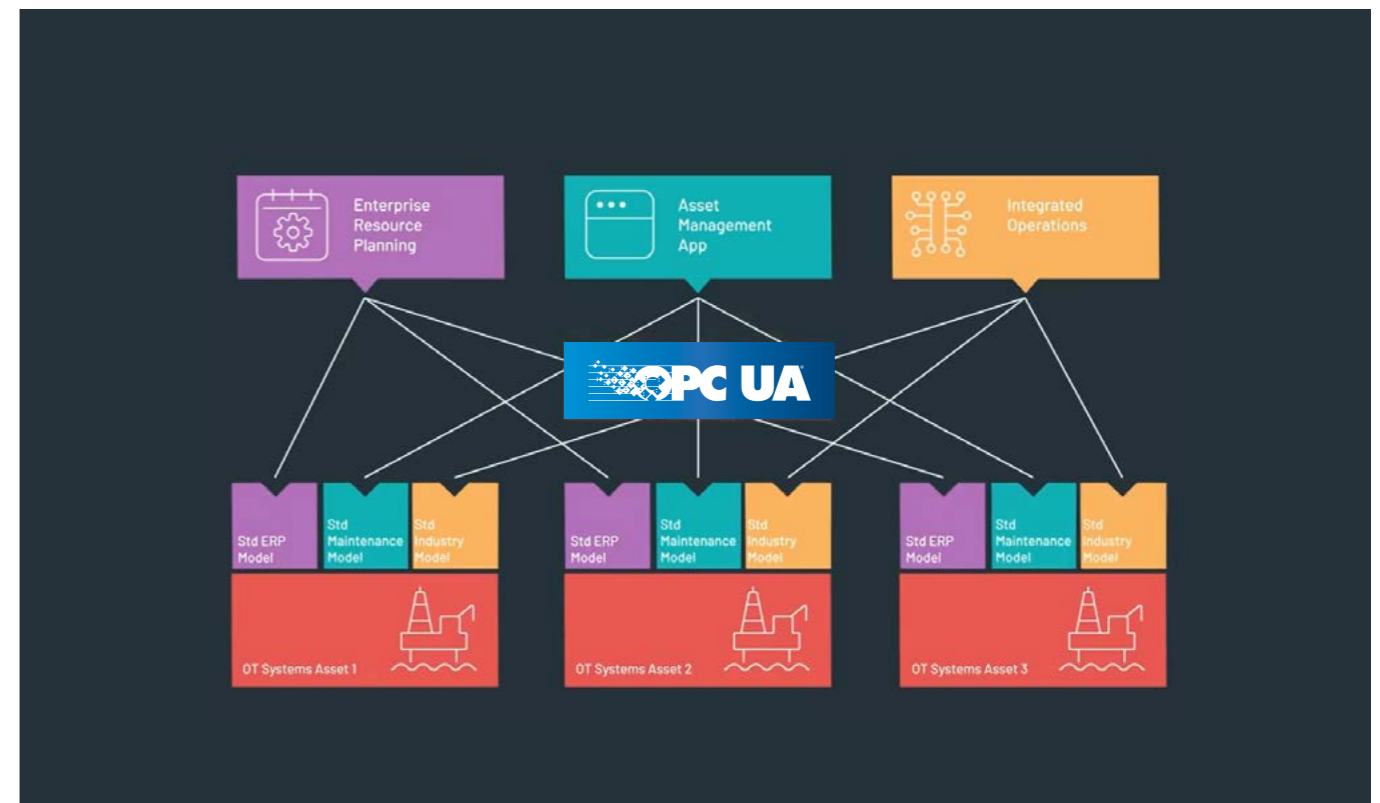 Enterprise
Resource
Planning
Asset
Management
App
Integrated
Operations
OPC UA
Std ERP
Model
Std
Maintenance
Model
Std
Industry
Model
Std ERP
Model
Std
Maintenance
Model
Std
Industry
Model
Std ERP
Model
Std
Maintenance
Model
Std
Industry
Model
OT Systems Asset 1
OT Systems Asset 2
OT Systems Asset 3